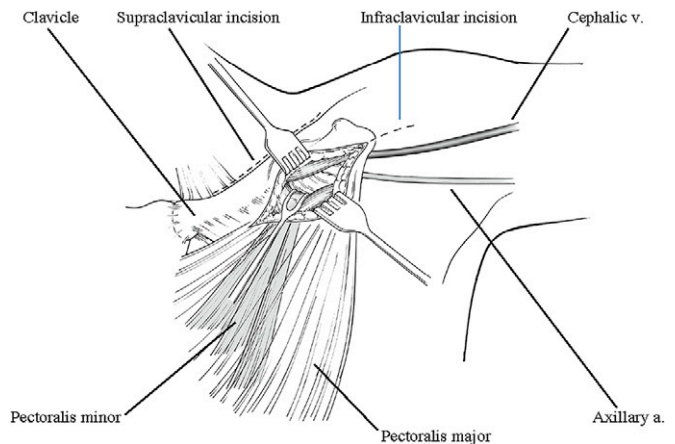 Clavicle
Supraclavicular incision
Infraclavicular incision
Cephalic v.
Pectoralis minor
Pectoralis major
Axillary a.